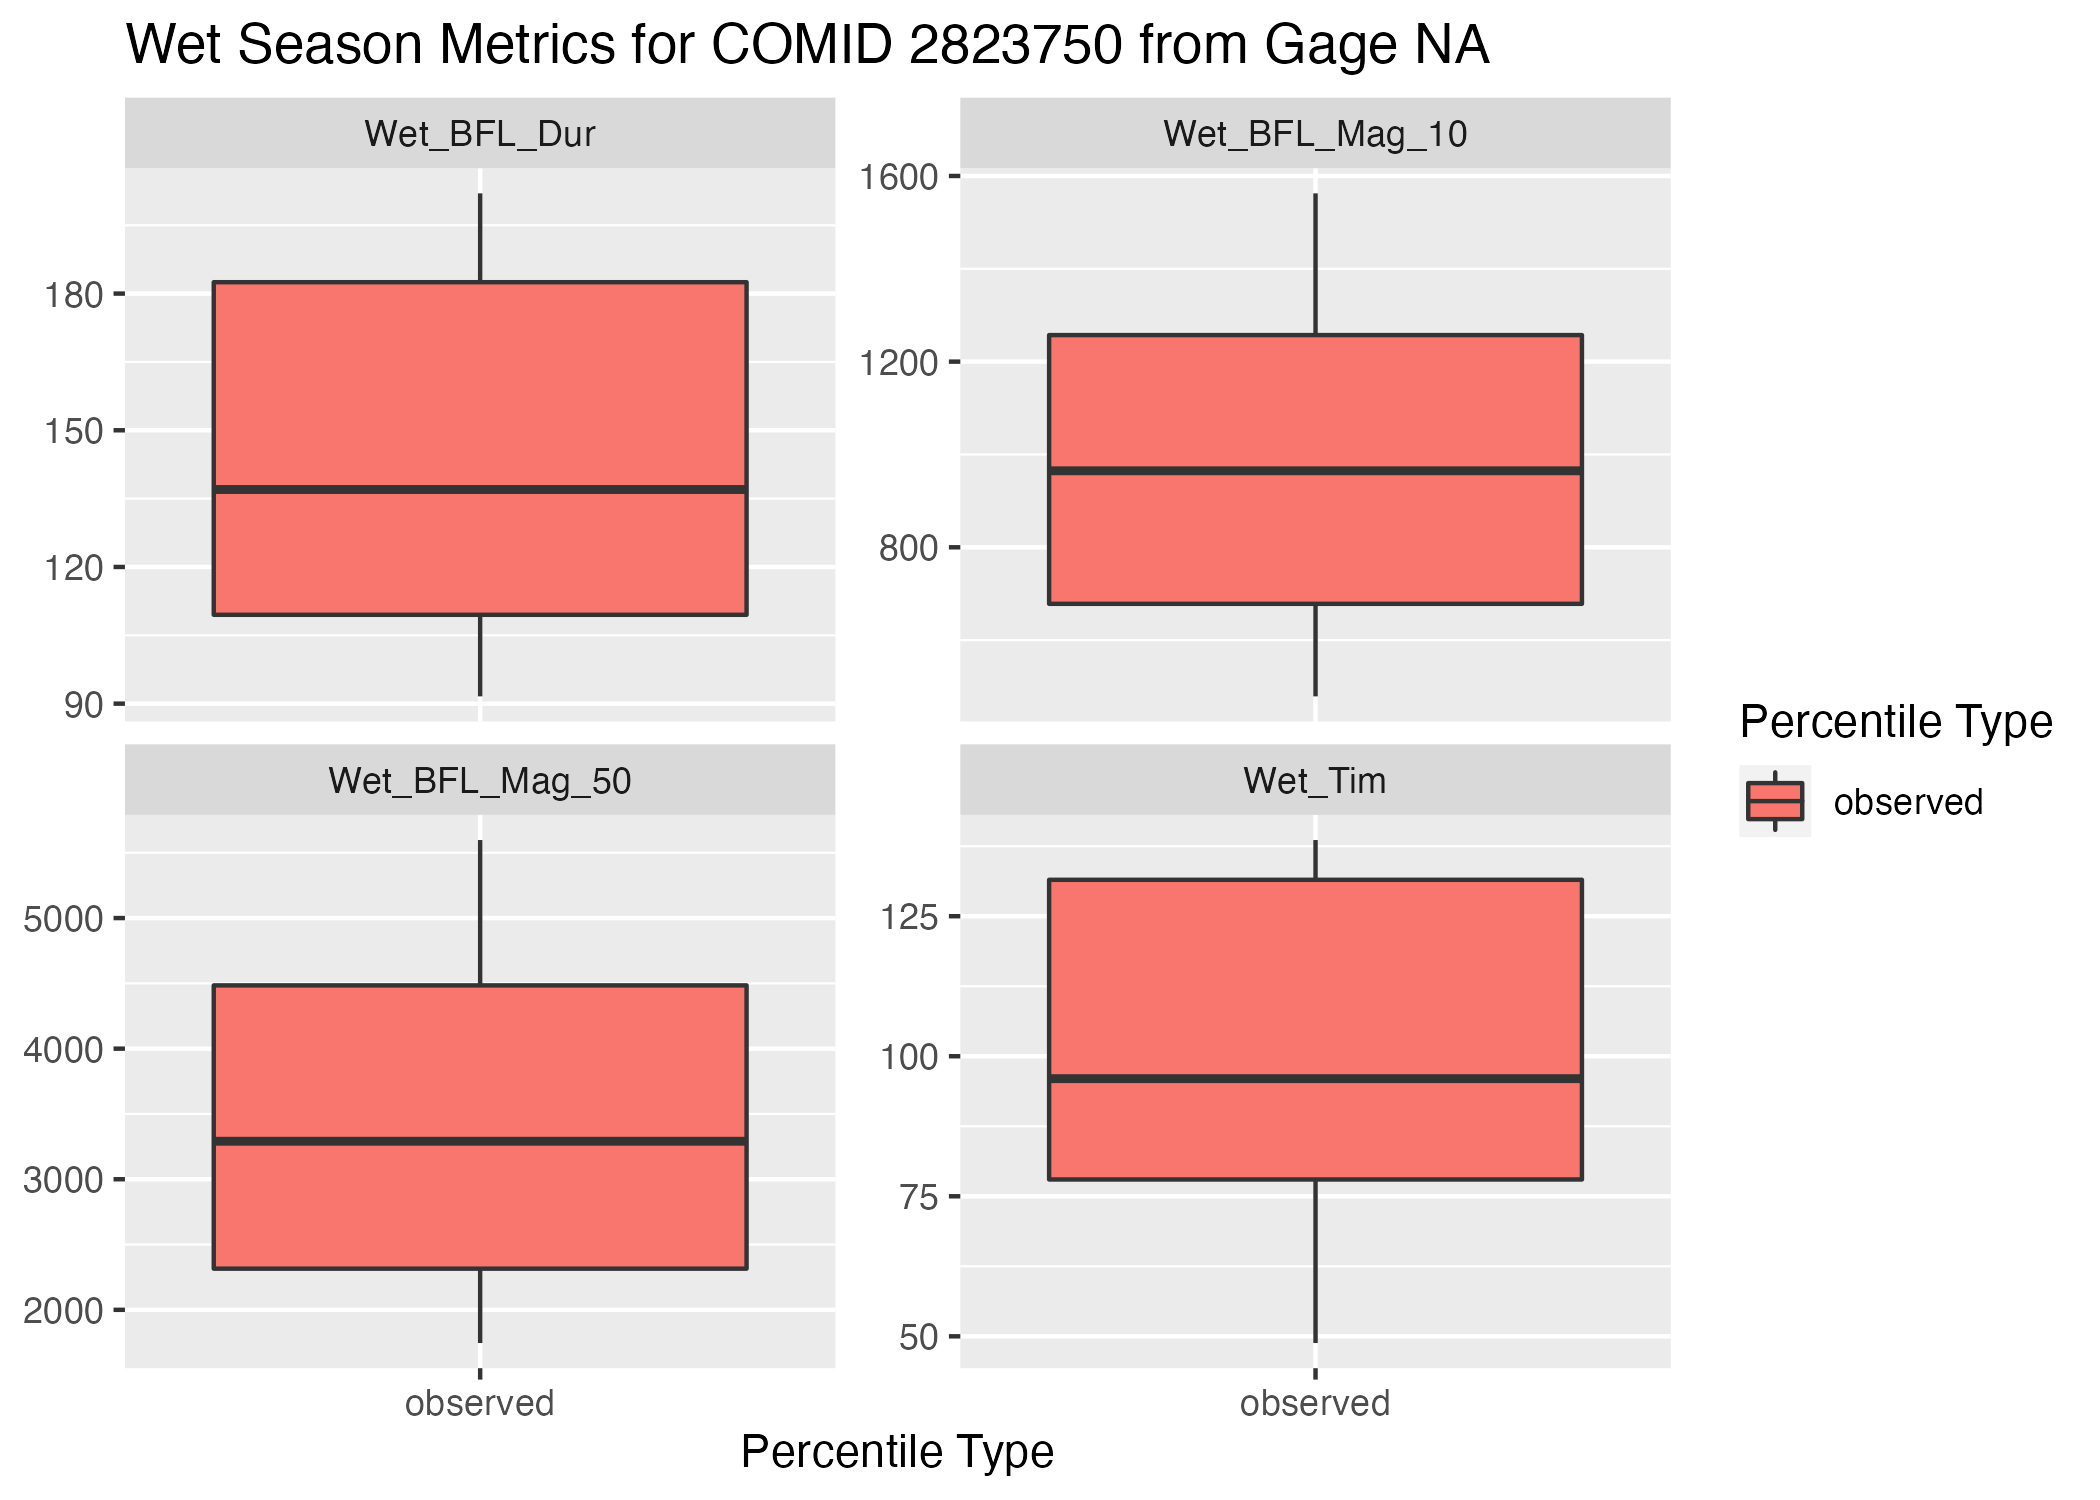 Wet Season Metrics for COMID 2823750 from Gage NA
Wet_BFL_Dur
180
150
120
90
Wet_BFL_Mag_10
1600
1200
800
Wet_BFL_Mag_50
5000
4000
3000
2000
observed
Wet_Tim
125
100
75
50
observed
Percentile Type
Percentile Type
observed